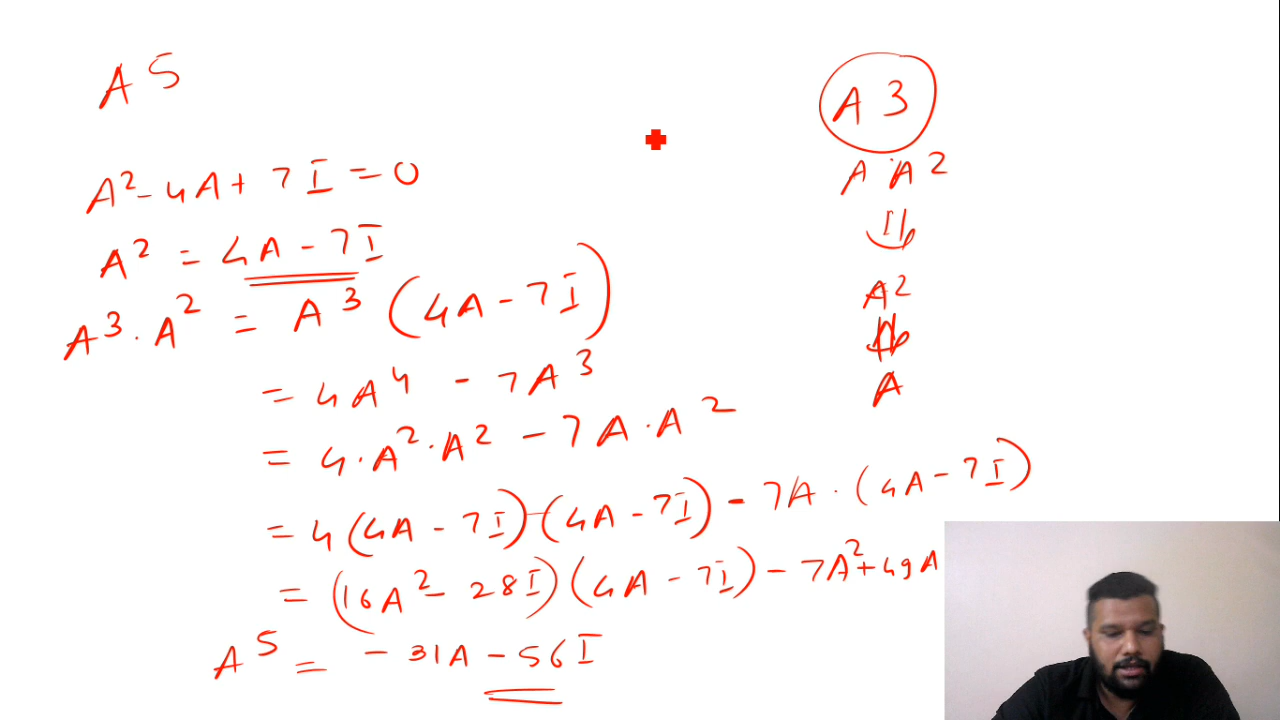 A⁵
A² - 4A + 7I = 0
A² = 4A - 7I
A³ · A² = A³ (4A - 7I)
= 4A⁴ - 7A³
= 4 · A² · A² - 7A · A²
= 4 (4A - 7I) - (4A - 7I) - 7A · (4A - 7I)
= (16A² - 28I) (4A - 7I) - 7A² + 49A
A⁵ = - 31A - 56I
A 3
A · A²
A²
A